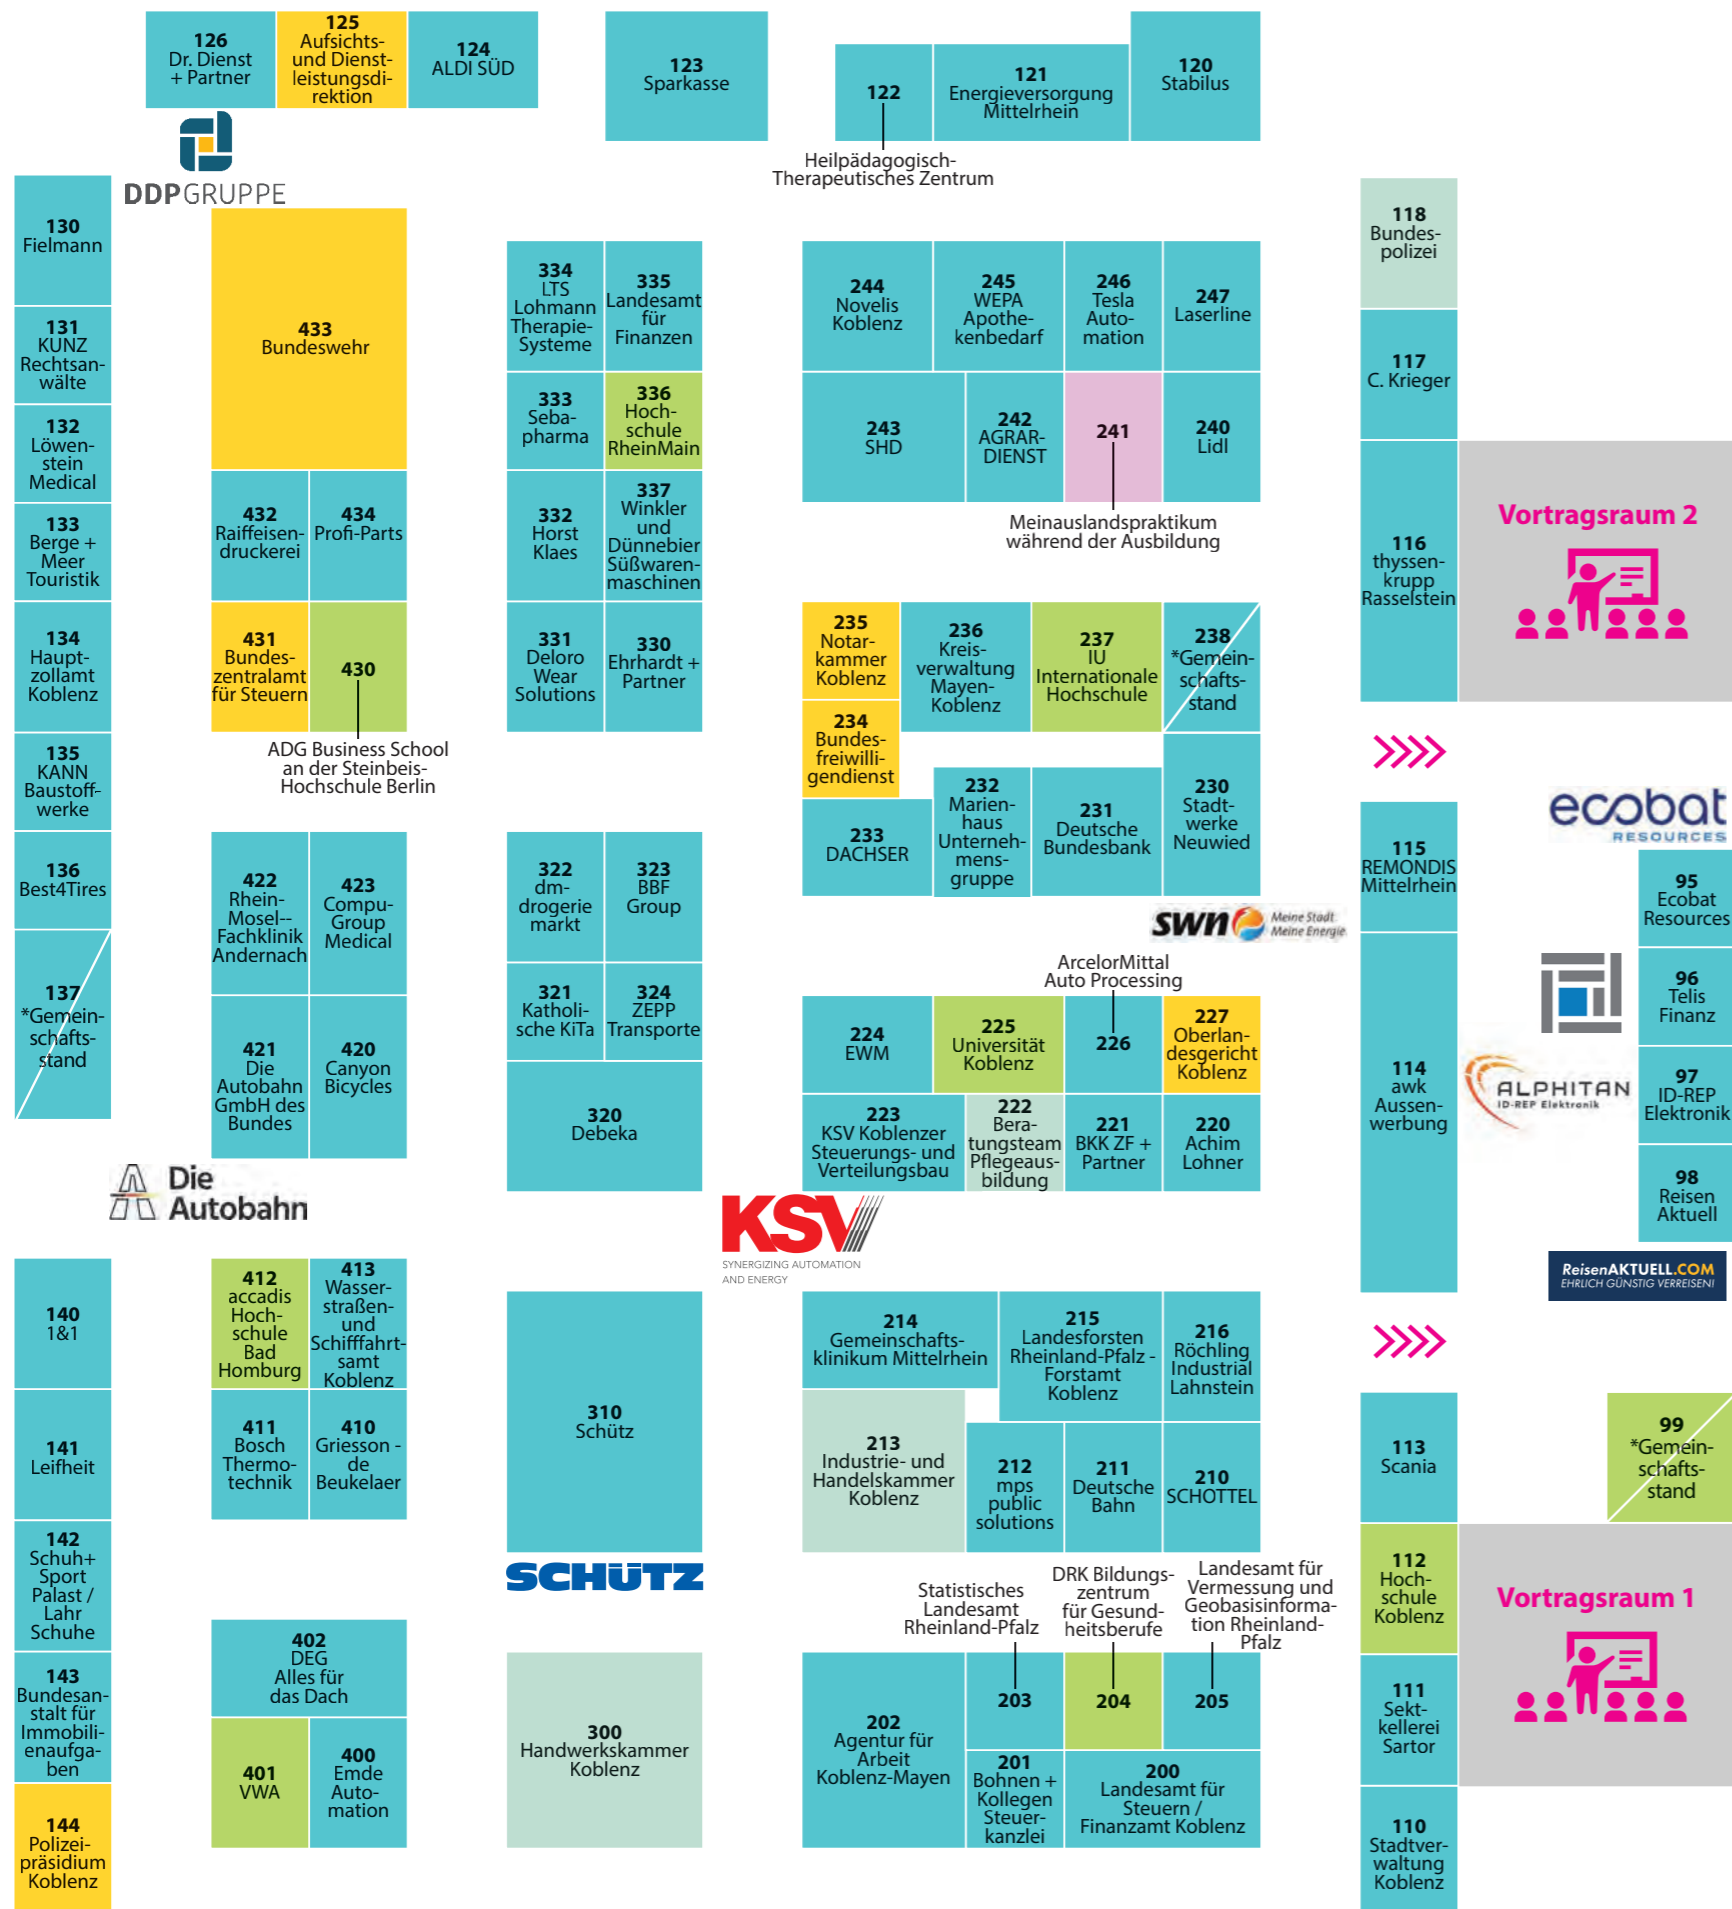 126
Dr. Dienst
+ Partner
125
Aufsichts-
und Dienst-
leistungsdi-
rektion
124
ALDI SÜD
123
Sparkasse
122
Heilpädagogisch-
Therapeutisches Zentrum
121
Energieversorgung
Mittelrhein
120
Stabilus
DDPGRUPPE
130
Fielmann
131
KUNZ
Rechtsan-
wälte
132
Löwen-
stein
Medical
133
Berge +
Meer
Touristik
134
Haupt-
zollamt
Koblenz
135
KANN
Baustoff-
werke
136
Best4Tires
137
*Gemein-
schafts-
stand
433
Bundeswehr
432
Raiffeisen-
druckerei
434
Profi-Parts
431
Bundes-
zentralamt
für Steuern
430
ADG Business School
an der Steinbeis-
Hochschule Berlin
334
LTS
Lohmann
Therapie-
Systeme
335
Landesamt
für
Finanzen
333
Seba-
pharma
336
Hoch-
schule
RheinMain
332
Horst
Klaes
337
Winkler
und
Dünnebier
Süßwaren-
maschinen
331
Deloro
Wear
Solutions
330
Ehrhardt +
Partner
244
Novelis
Koblenz
245
WEPA
Apothe-
kenbedarf
246
Tesla
Auto-
mation
247
Laserline
243
SHD
242
AGRAR-
DIENST
241
Meinauslandspraktikum
während der Ausbildung
240
Lidl
118
Bundes-
polizei
117
C. Krieger
116
thyssen-
krupp
Rasselstein
Vortragsraum 2
235
Notar-
kammer
Koblenz
236
Kreis-
verwaltung
Mayen-
Koblenz
237
IU
Internationale
Hochschule
238
*Gemein-
schafts-
stand
234
Bundes-
freiwilli-
gendienst
233
DACHSER
232
Marien-
haus
Unterneh-
mens-
gruppe
231
Deutsche
Bundesbank
230
Stadt-
werke
Neuwied
swn Meine Stadt
Meine Energie
422
Rhein-
Mosel--
Fachklinik
Andernach
423
Compu-
Group
Medical
421
Die
Autobahn
GmbH des
Bundes
420
Canyon
Bicycles
Die
Autobahn
322
dm-
drogerie
markt
323
BBF
Group
321
Katholi-
sche KiTa
324
ZEPP
Transporte
320
Debeka
ArcelorMittal
Auto Processing
224
EWM
225
Universität
Koblenz
226
227
Oberlan-
desgericht
Koblenz
223
KSV Koblenzer
Steuerungs- und
Verteilungsbau
222
Bera-
tungsteam
Pflegeaus-
bildung
221
BKK ZF +
Partner
220
Achim
Lohner
KSV
SYNERGIZING AUTOMATION
AND ENERGY
115
REMONDIS
Mittelrhein
114
awk
Aussen-
werbung
ecobat
RESOURCES
95
Ecobat
Resources
96
Telis
Finanz
ALPHITAN
ID-REP Elektronik
97
ID-REP
Elektronik
98
Reisen
Aktuell
ReisenAKTUELL.COM
EHRLICH GÜNSTIG VERREISEN!
140
1&1
141
Leifheit
142
Schuh+
Sport
Palast /
Lahr
Schuhe
143
Bundesan-
stalt für
Immobili-
enaufga-
ben
144
Polizei-
präsidium
Koblenz
412
accadis
Hoch-
schule
Bad
Homburg
413
Wasser-
straßen-
und
Schifffahrt-
samt
Koblenz
411
Bosch
Thermo-
technik
410
Griesson -
de
Beukelaer
402
DEG
Alles für
das Dach
401
VWA
400
Emde
Auto-
mation
310
Schütz
SCHÜTZ
300
Handwerkskammer
Koblenz
214
Gemeinschafts-
klinikum Mittelrhein
215
Landesforsten
Rheinland-Pfalz -
Forstamt
Koblenz
216
Röchling
Industrial
Lahnstein
213
Industrie- und
Handelskammer
Koblenz
212
mps
public
solutions
211
Deutsche
Bahn
210
SCHOTTEL
Statistisches
Landesamt
Rheinland-Pfalz
DRK Bildungs-
zentrum
für Gesund-
heitsberufe
Landesamt für
Vermessung und
Geobasisinforma-
tion Rheinland-
Pfalz
202
Agentur für
Arbeit
Koblenz-Mayen
203
204
205
201
Bohnen +
Kollegen
Steuer-
kanzlei
200
Landesamt für
Steuern /
Finanzamt Koblenz
113
Scania
99
*Gemein-
schafts-
stand
112
Hoch-
schule
Koblenz
Vortragsraum 1
111
Sekt-
kellerei
Sartor
110
Stadtver-
waltung
Koblenz